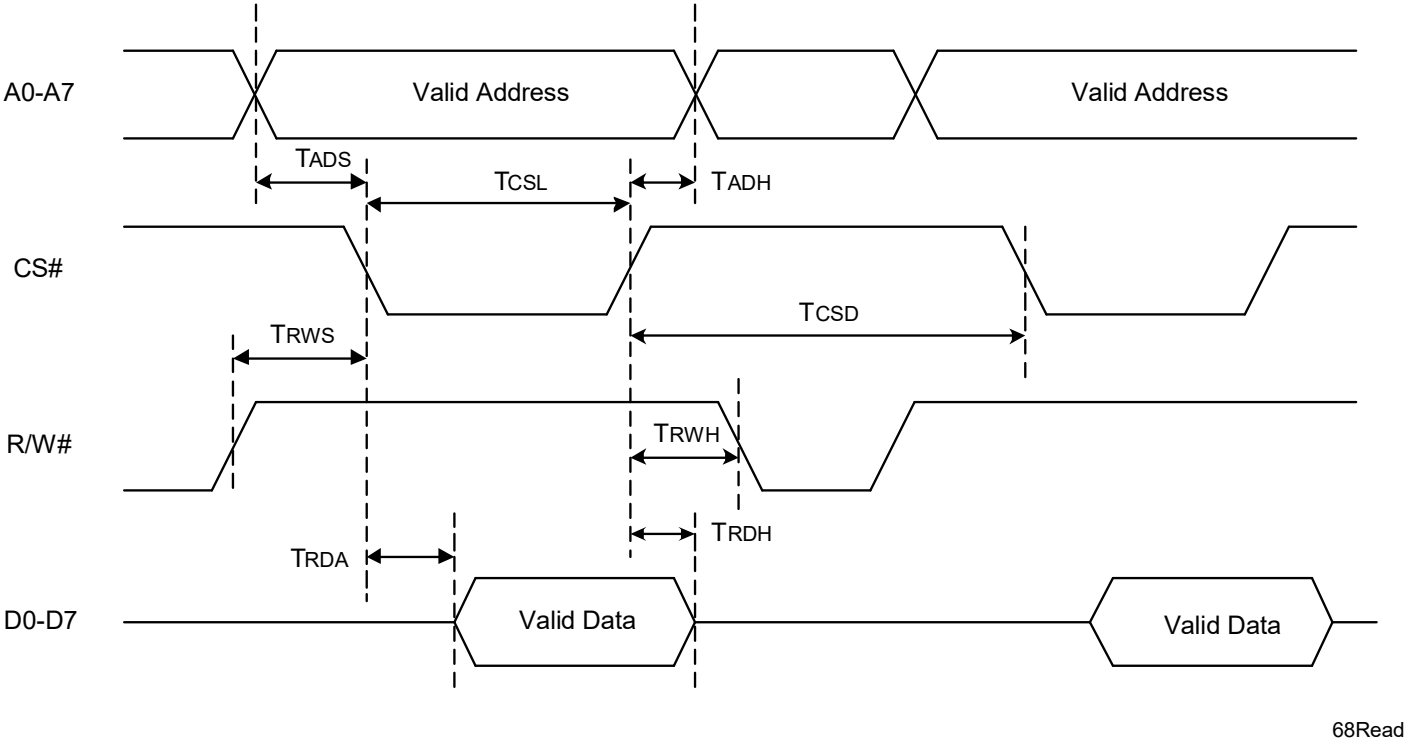 A0-A7
Valid Address
Valid Address
TADS
TCSL
TADH
CS#
TCSD
TRWS
R/W#
TRWH
TRDH
TRDA
D0-D7
Valid Data
Valid Data
68Read